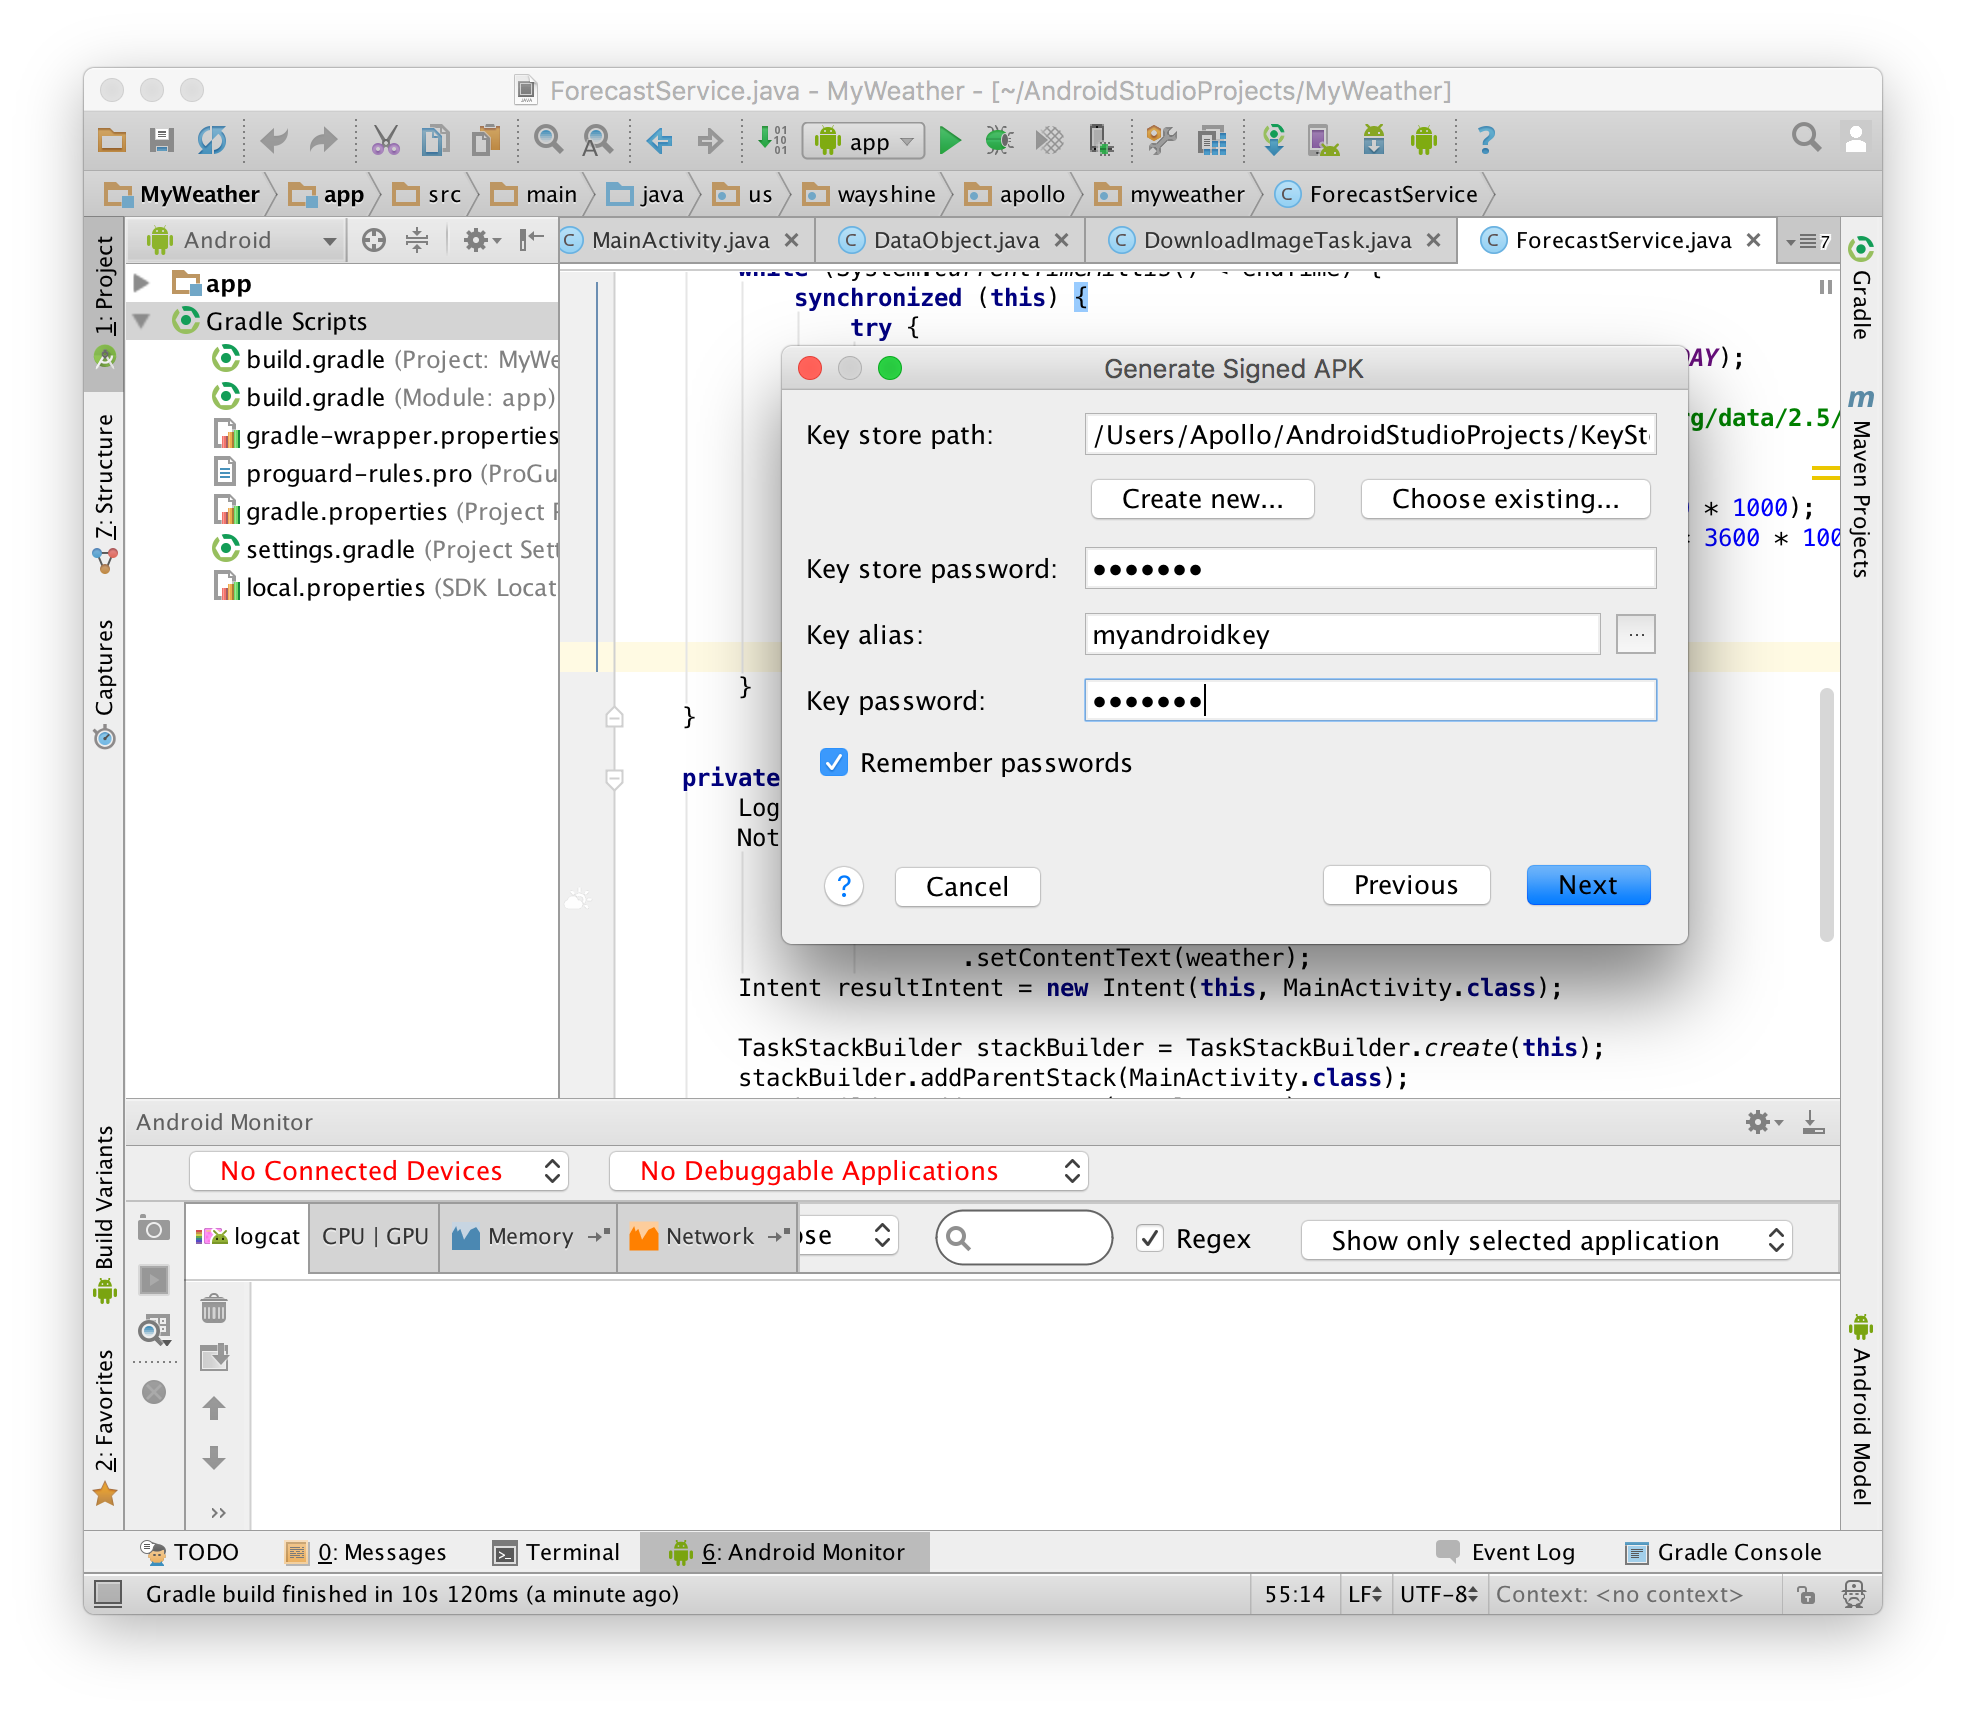 ForecastService.java - MyWeather - [~/AndroidStudioProjects/MyWeather]
app
MyWeather app src main java us wayshine apollo myweather ForecastService
Android
MainActivity.java DataObject.java DownloadImageTask.java ForecastService.java 7
1: Project
7: Structure
Captures
Build Variants
2: Favorites
app
Gradle Scripts
build.gradle (Project: MyWe
build.gradle (Module: app)
gradle-wrapper.properties
proguard-rules.pro (ProGu
gradle.properties (Project
settings.gradle (Project Sett
local.properties (SDK Locat
while (System.currentTimeMillis() < endTime) {
synchronized (this) {
try {
AY);
g/data/2.5/
* 1000);
* 3600 * 100
}
}
private
Log
Not
.setContentText(weather);
Intent resultIntent = new Intent(this, MainActivity.class);
TaskStackBuilder stackBuilder = TaskStackBuilder.create(this);
stackBuilder.addParentStack(MainActivity.class);
Generate Signed APK
Key store path: /Users/Apollo/AndroidStudioProjects/KeySt
Create new... Choose existing...
Key store password: •••••••
Key alias: myandroidkey ...
Key password: •••••••
Remember passwords
? Cancel Previous Next
Gradle
m Maven Projects
Android Model
Android Monitor
No Connected Devices No Debuggable Applications
logcat CPU | GPU Memory Network ose Regex Show only selected application
TODO 0: Messages Terminal 6: Android Monitor Event Log Gradle Console
Gradle build finished in 10s 120ms (a minute ago) 55:14 LF UTF-8 Context: <no context>